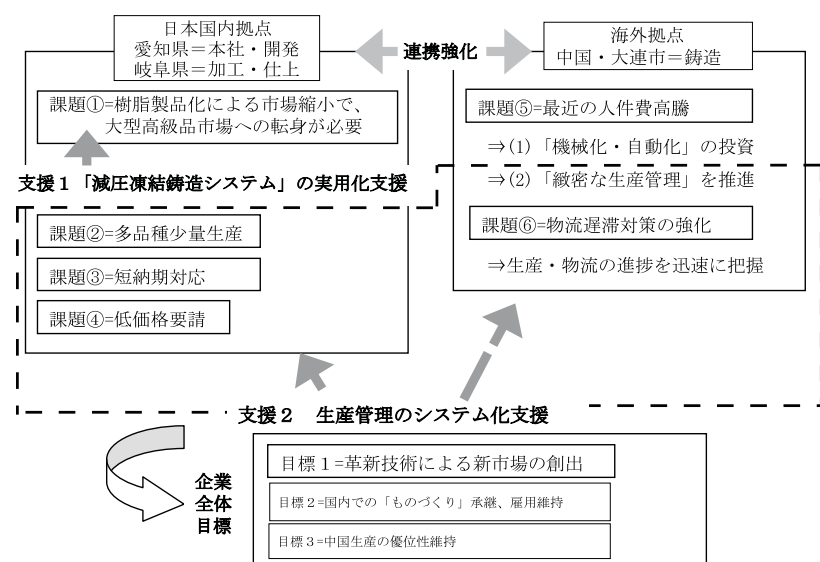 日本国内拠点
愛知県＝本社・開発
岐阜県＝加工・仕上
連携強化
海外拠点
中国・大連市＝鋳造
課題①=樹脂製品化による市場縮小で、
大型高級品市場への転身が必要
課題⑤=最近の人件費高騰
⇒(1)「機械化・自動化」の投資
⇒(2)「緻密な生産管理」を推進
支援１「減圧凍結鋳造システム」の実用化支援
課題②=多品種少量生産
課題③=短納期対応
課題④=低価格要請
課題⑥=物流遅滞対策の強化
⇒生産・物流の進捗を迅速に把握
支援２　生産管理のシステム化支援
企業
全体
目標
目標１=革新技術による新市場の創出
目標２=国内での「ものづくり」承継、雇用維持
目標３=中国生産の優位性維持